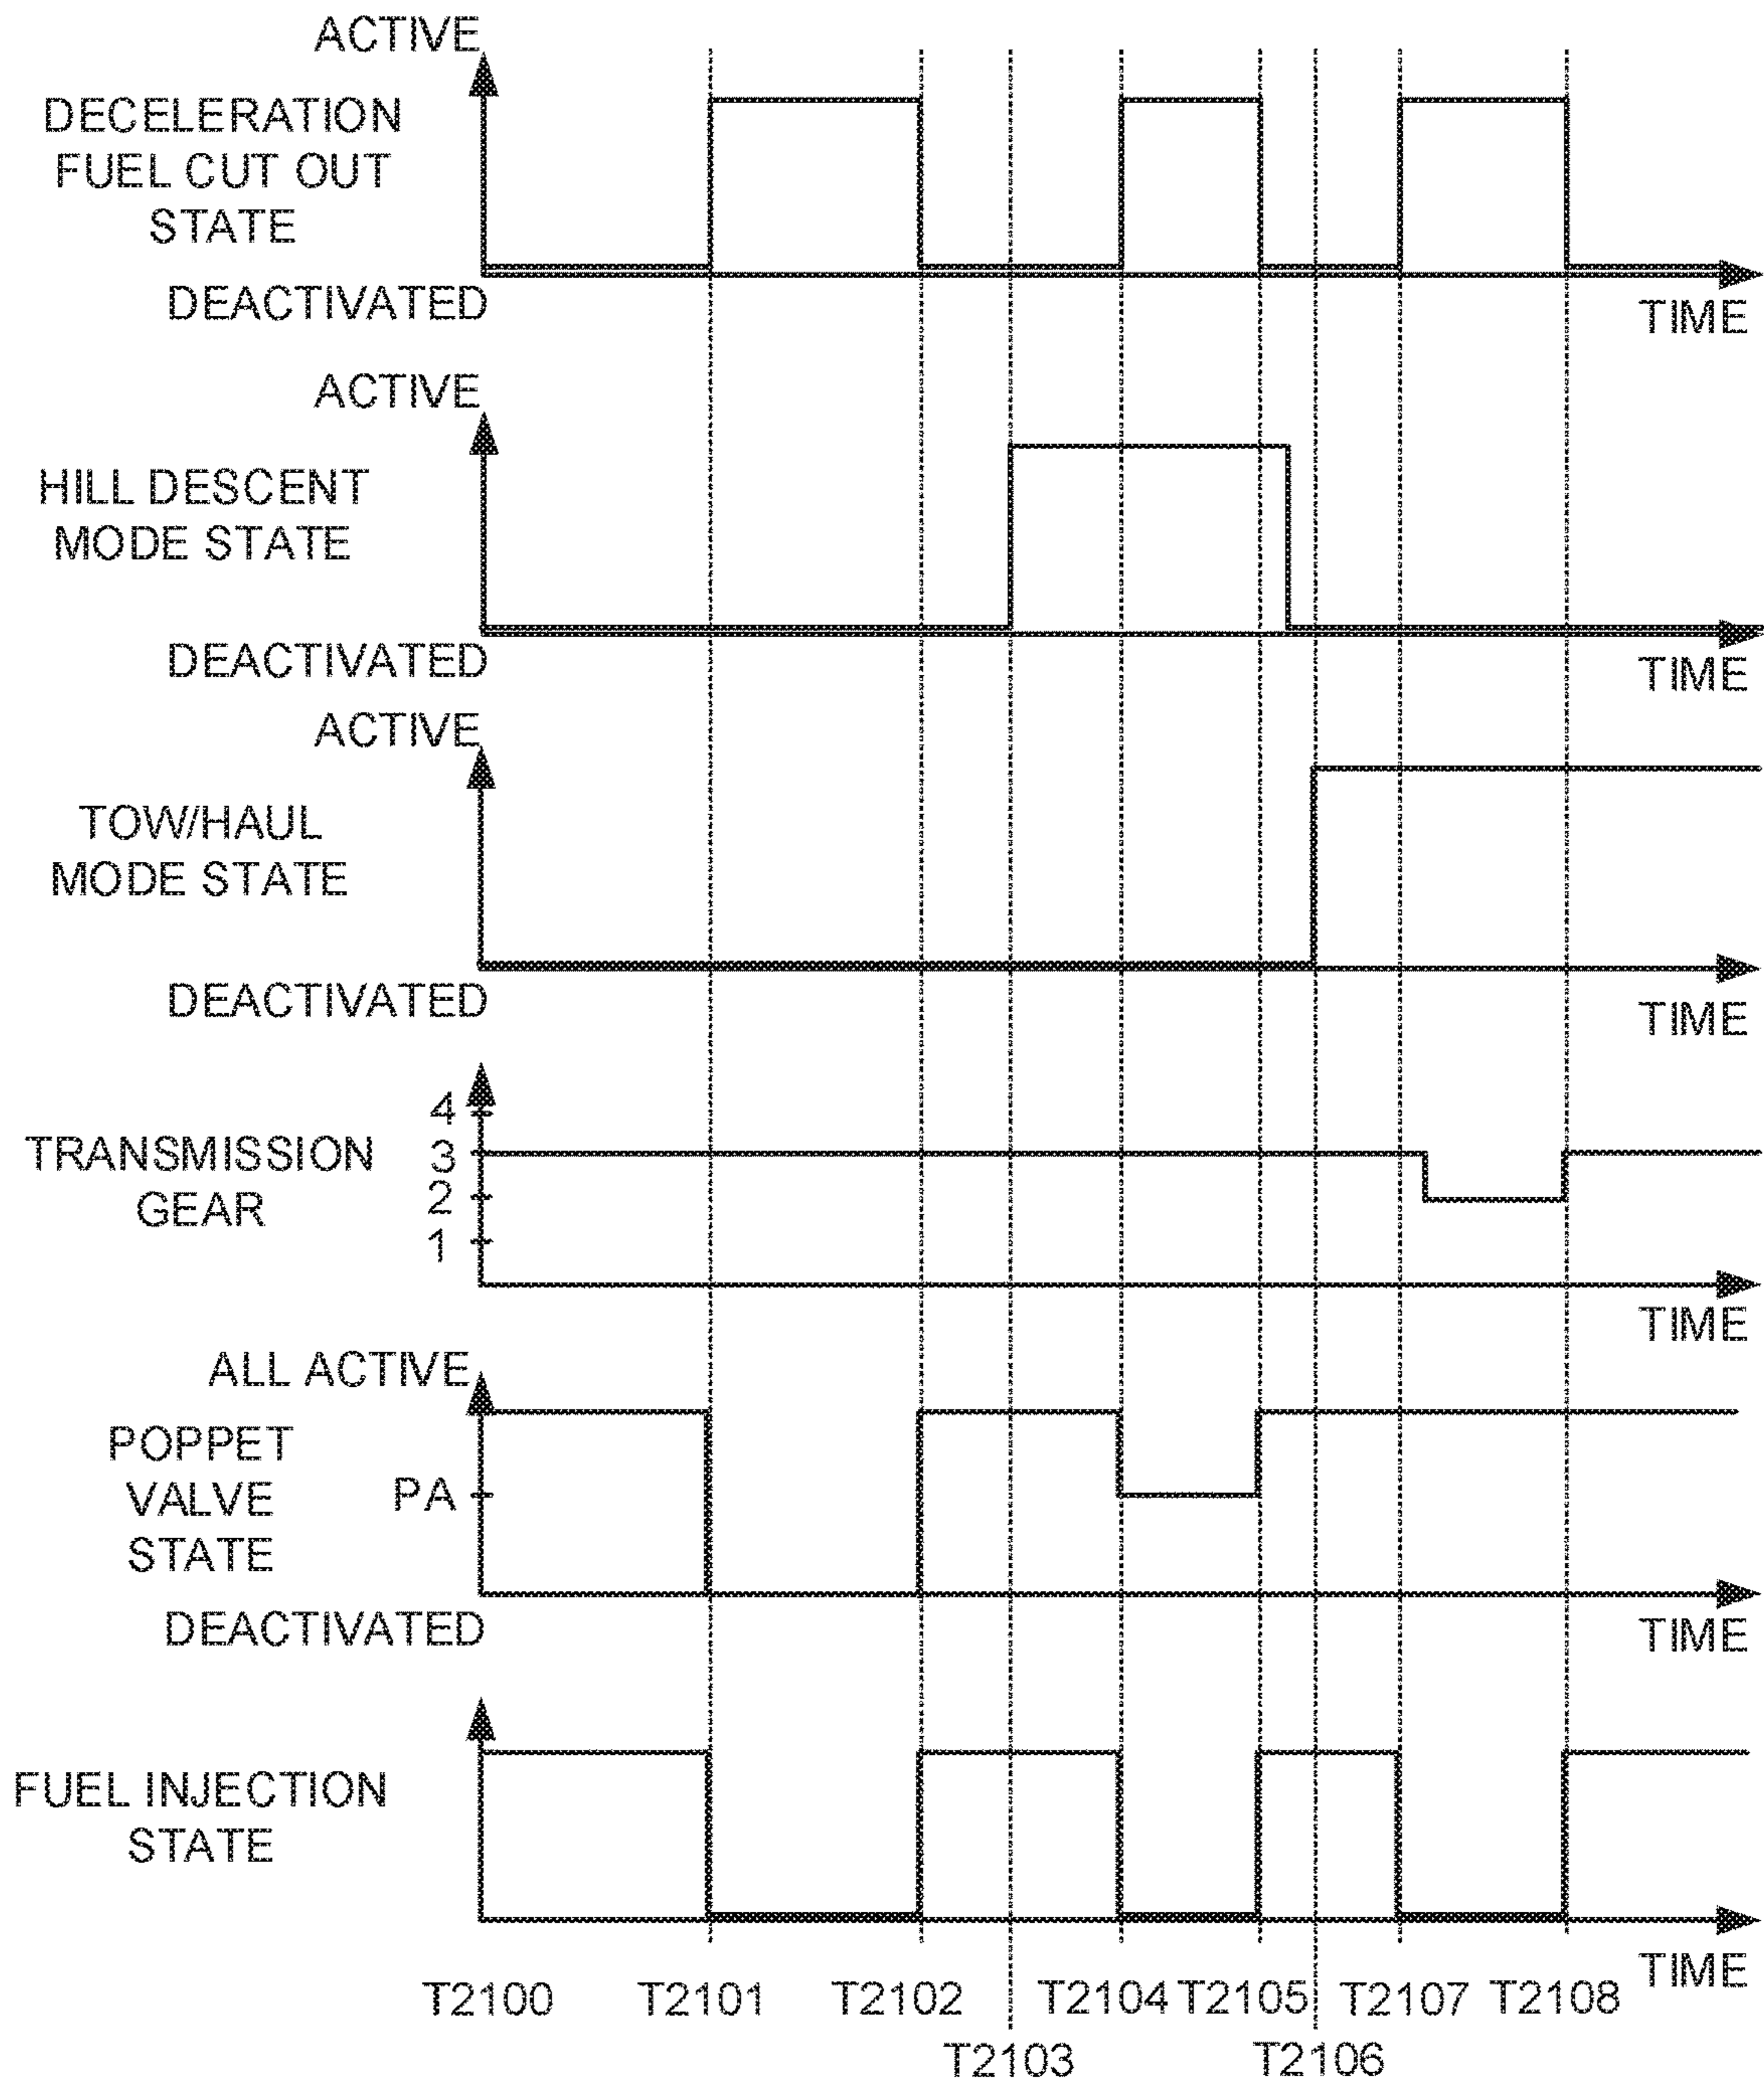 ACTIVE
DECELERATION
FUEL CUT OUT
STATE
DEACTIVATED
TIME
ACTIVE
HILL DESCENT
MODE STATE
DEACTIVATED
TIME
ACTIVE
TOW/HAUL
MODE STATE
DEACTIVATED
TIME
4
TRANSMISSION 3
GEAR 2
1
TIME
ALL ACTIVE
POPPET
VALVE PA
STATE
DEACTIVATED
TIME
FUEL INJECTION
STATE
TIME
T2100 T2101 T2102 T2104 T2105 T2107 T2108
T2103 T2106